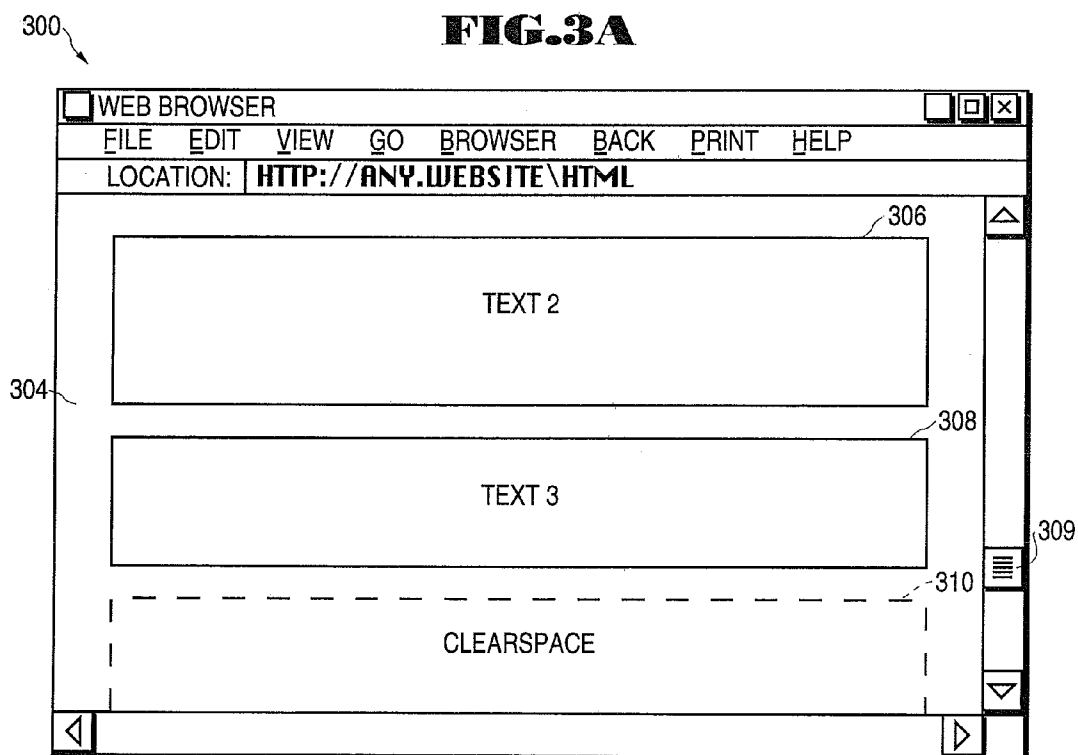 FIG.3A
300
WEB BROWSER
FILE EDIT VIEW GO BROWSER BACK PRINT HELP
LOCATION: HTTP://ANY.WEBSITE\HTML
306
TEXT 2
304
308
TEXT 3
309
310
CLEARSPACE